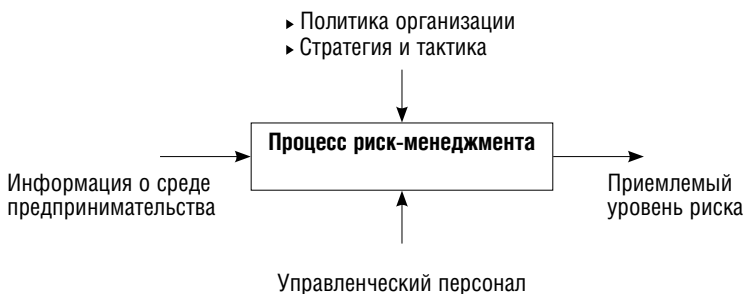 ▸ Политика организации
▸ Стратегия и тактика
Процесс риск-менеджмента
Информация о среде
предпринимательства
Приемлемый
уровень риска
Управленческий персонал